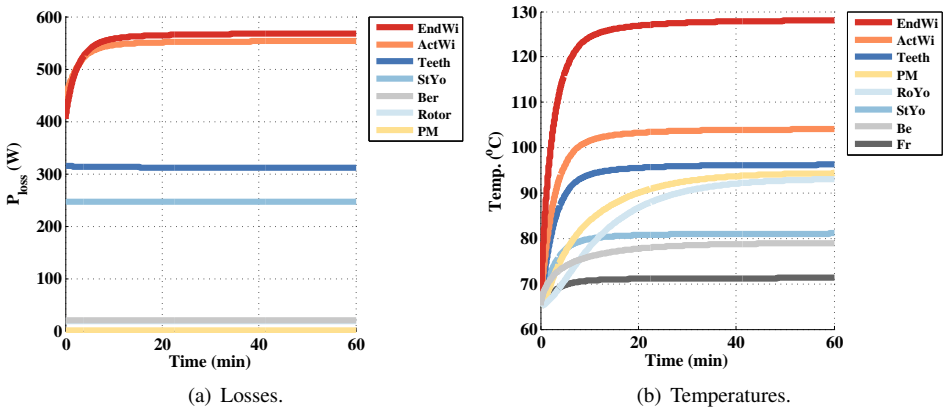 600
500
400
300
200
100
0
P_loss (W)
0 20 40 60
Time (min)
EndWi
ActWi
Teeth
StYo
Ber
Rotor
PM
(a) Losses.
130
120
110
100
90
80
70
60
Temp. (°C)
0 20 40 60
Time (min)
EndWi
ActWi
Teeth
PM
RoYo
StYo
Be
Fr
(b) Temperatures.